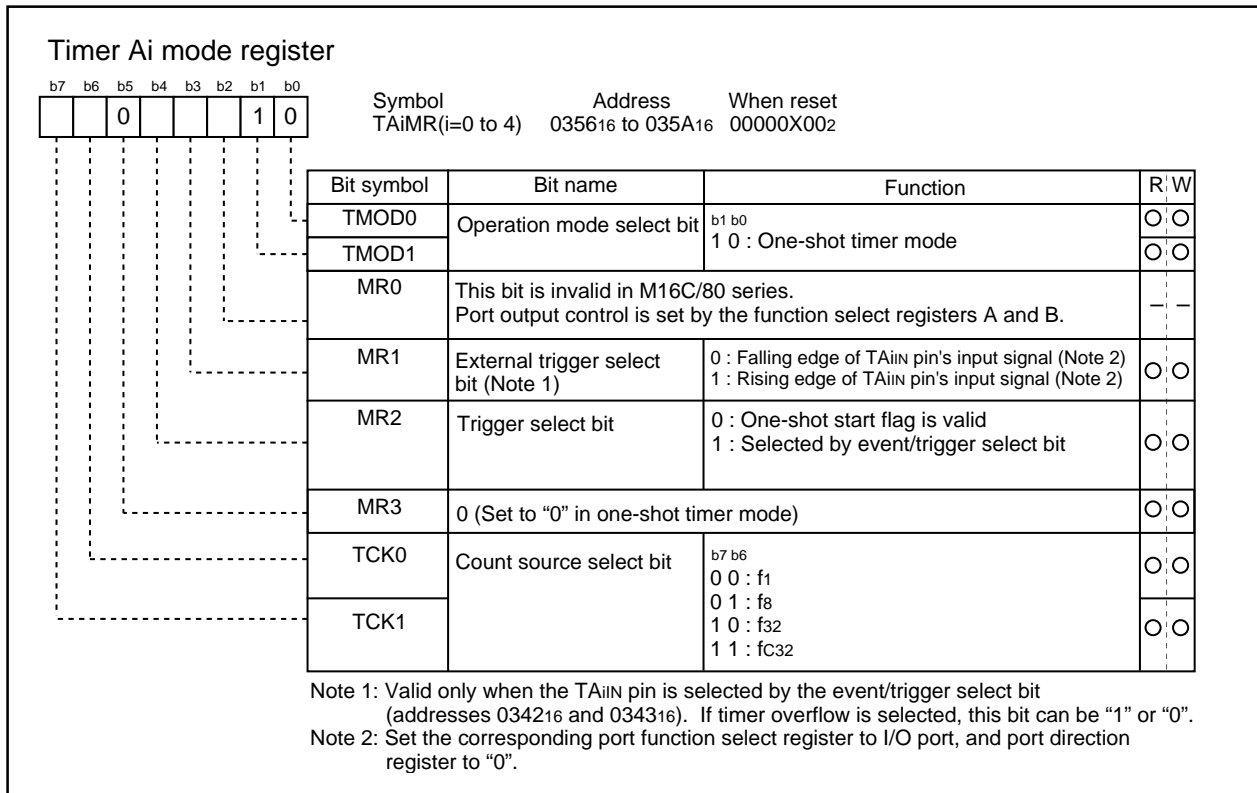 Timer Ai mode register
b7 b6 b5 b4 b3 b2 b1 b0
0 1 0
Symbol Address When reset
TAiMR(i=0 to 4) 035616 to 035A16 00000X002
Bit symbol Bit name Function R W
TMOD0 Operation mode select bit b1 b0
1 0 : One-shot timer mode
TMOD1
MR0 This bit is invalid in M16C/80 series.
Port output control is set by the function select registers A and B.
– –
MR1 External trigger select
bit (Note 1)
0 : Falling edge of TAiIN pin's input signal (Note 2)
1 : Rising edge of TAiIN pin's input signal (Note 2)
MR2 Trigger select bit
0 : One-shot start flag is valid
1 : Selected by event/trigger select bit
MR3 0 (Set to “0” in one-shot timer mode)
TCK0 Count source select bit
b7 b6
0 0 : f1
0 1 : f8
TCK1
1 0 : f32
1 1 : fC32
Note 1: Valid only when the TAiIN pin is selected by the event/trigger select bit
(addresses 034216 and 034316). If timer overflow is selected, this bit can be “1” or “0”.
Note 2: Set the corresponding port function select register to I/O port, and port direction
register to “0”.